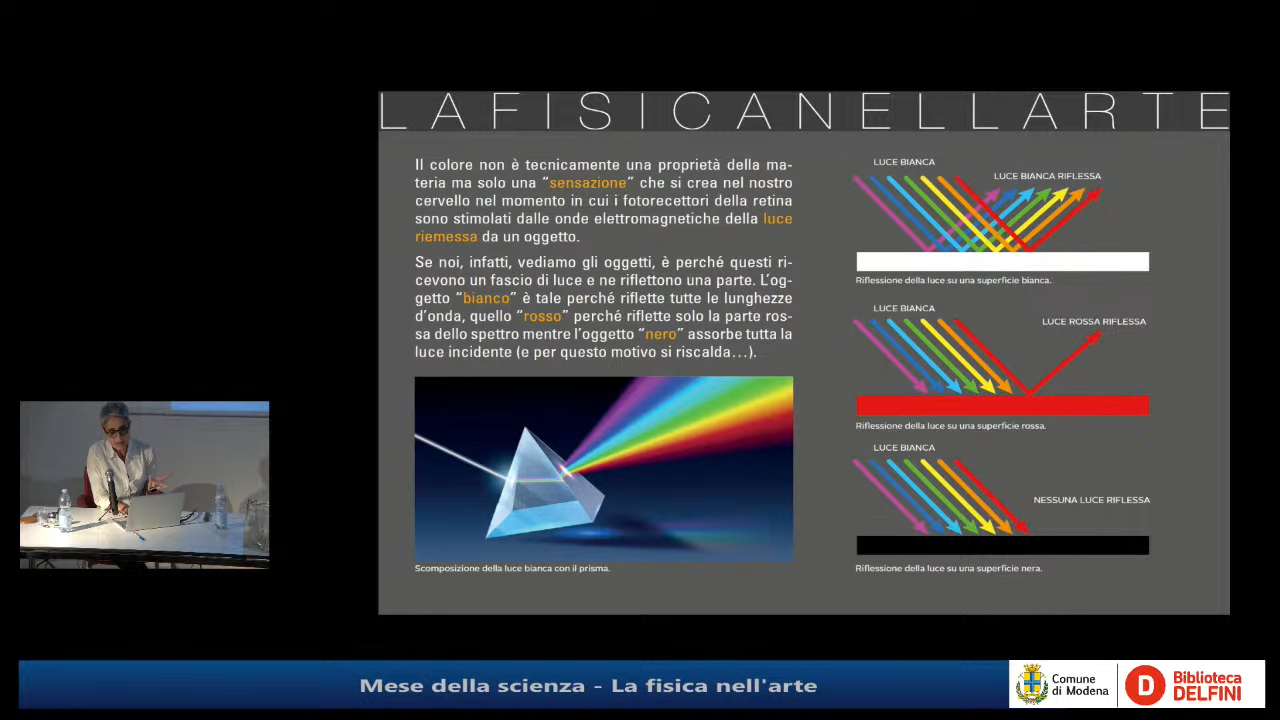 LAFISICANELLARTE
Il colore non è tecnicamente una proprietà della ma-
teria ma solo una “sensazione” che si crea nel nostro
cervello nel momento in cui i fotorecettori della retina
sono stimolati dalle onde elettromagnetiche della luce
riemessa da un oggetto.
Se noi, infatti, vediamo gli oggetti, è perché questi ri-
cevono un fascio di luce e ne riflettono una parte. L’og-
getto “bianco” è tale perché riflette tutte le lunghezze
d’onda, quello “rosso” perché riflette solo la parte ros-
sa dello spettro mentre l’oggetto “nero” assorbe tutta la
luce incidente (e per questo motivo si riscalda…).
Scomposizione della luce bianca con il prisma.
LUCE BIANCA
LUCE BIANCA RIFLESSA
Riflessione della luce su una superficie bianca.
LUCE BIANCA
LUCE ROSSA RIFLESSA
Riflessione della luce su una superficie rossa.
LUCE BIANCA
NESSUNA LUCE RIFLESSA
Riflessione della luce su una superficie nera.
Mese della scienza - La fisica nell'arte
Comune
di Modena
D
Biblioteca
DELFINI